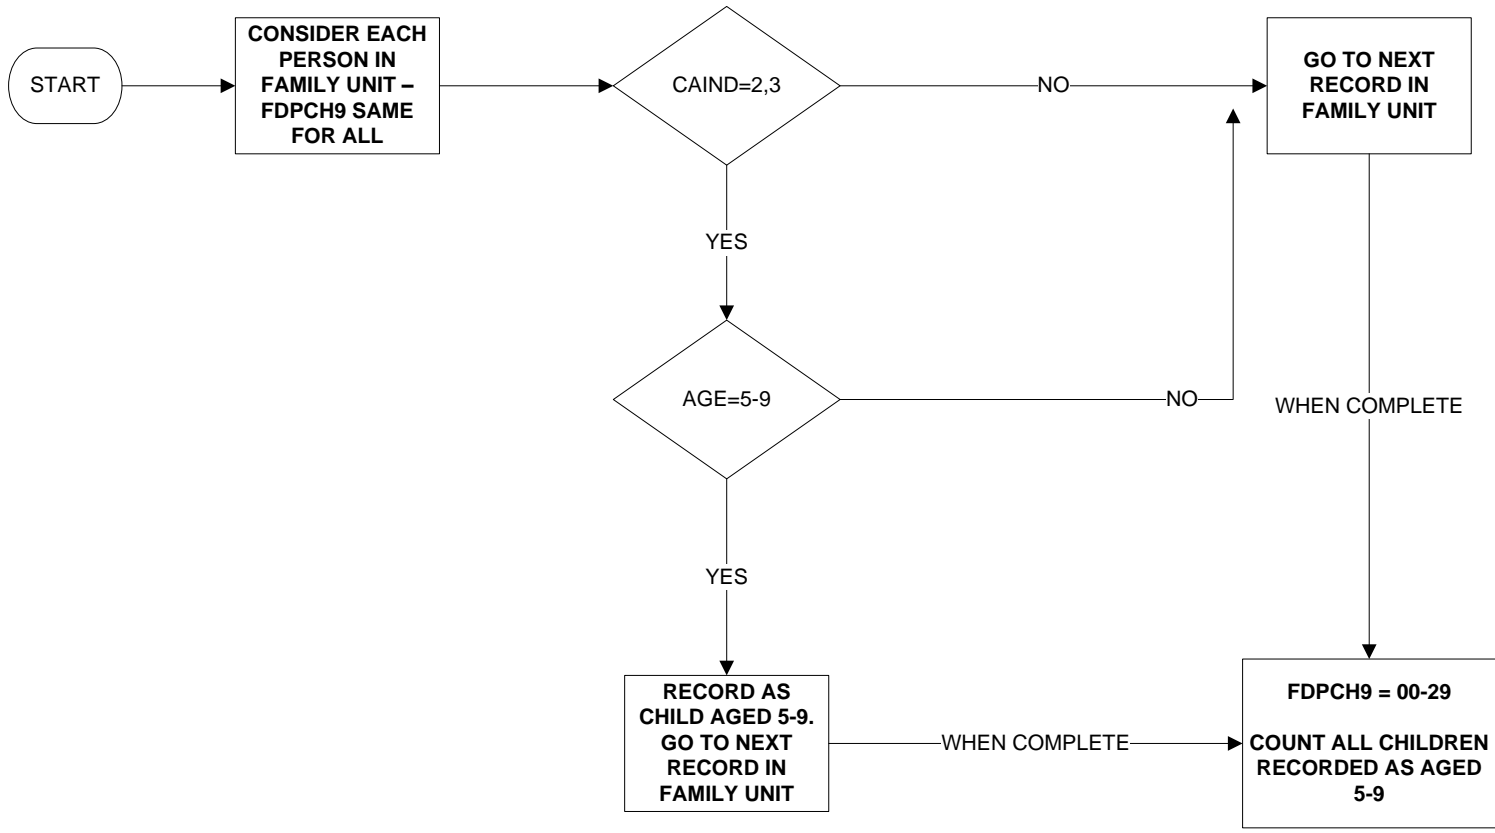 START
CONSIDER EACH
PERSON IN
FAMILY UNIT –
FDPCH9 SAME
FOR ALL
CAIND=2,3
NO
GO TO NEXT
RECORD IN
FAMILY UNIT
YES
AGE=5-9
NO
WHEN COMPLETE
YES
RECORD AS
CHILD AGED 5-9.
GO TO NEXT
RECORD IN
FAMILY UNIT
WHEN COMPLETE
FDPCH9 = 00-29
COUNT ALL CHILDREN
RECORDED AS AGED
5-9